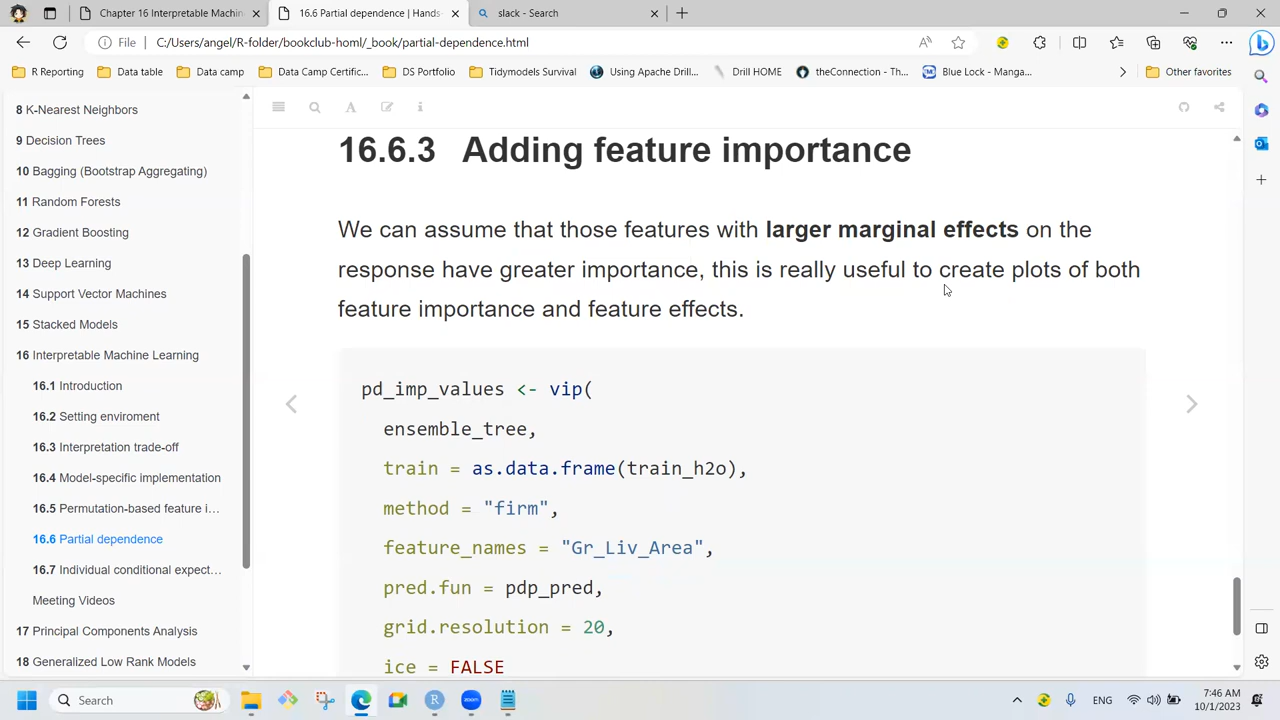 Chapter 16 Interpretable Machin
16.6 Partial dependence | Hands-
slack - Search
File
C:/Users/angel/R-folder/bookclub-homl/_book/partial-dependence.html
R Reporting
Data table
Data camp
Data Camp Certific...
DS Portfolio
Tidymodels Survival
Using Apache Drill...
Drill HOME
theConnection - Th...
Blue Lock - Manga...
Other favorites
8 K-Nearest Neighbors
9 Decision Trees
10 Bagging (Bootstrap Aggregating)
11 Random Forests
12 Gradient Boosting
13 Deep Learning
14 Support Vector Machines
15 Stacked Models
16 Interpretable Machine Learning
16.1 Introduction
16.2 Setting enviroment
16.3 Interpretation trade-off
16.4 Model-specific implementation
16.5 Permutation-based feature i...
16.6 Partial dependence
16.7 Individual conditional expect...
Meeting Videos
17 Principal Components Analysis
18 Generalized Low Rank Models
16.6.3 Adding feature importance
We can assume that those features with larger marginal effects on the
response have greater importance, this is really useful to create plots of both
feature importance and feature effects.
pd_imp_values <- vip(
ensemble_tree,
train = as.data.frame(train_h2o),
method = "firm",
feature_names = "Gr_Liv_Area",
pred.fun = pdp_pred,
grid.resolution = 20,
ice = FALSE
Search
ENG
7:46 AM
10/1/2023